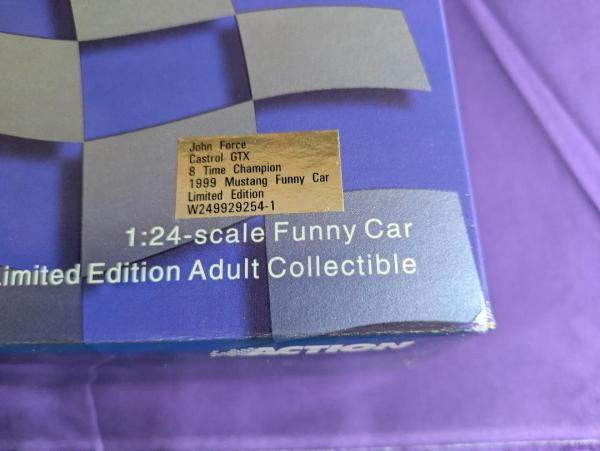 John Force
Castrol GTX
8 Time Champion
1999 Mustang Funny Car
Limited Edition
W249929254-1
1:24-scale Funny Car
Limited Edition Adult Collectible
ACTION